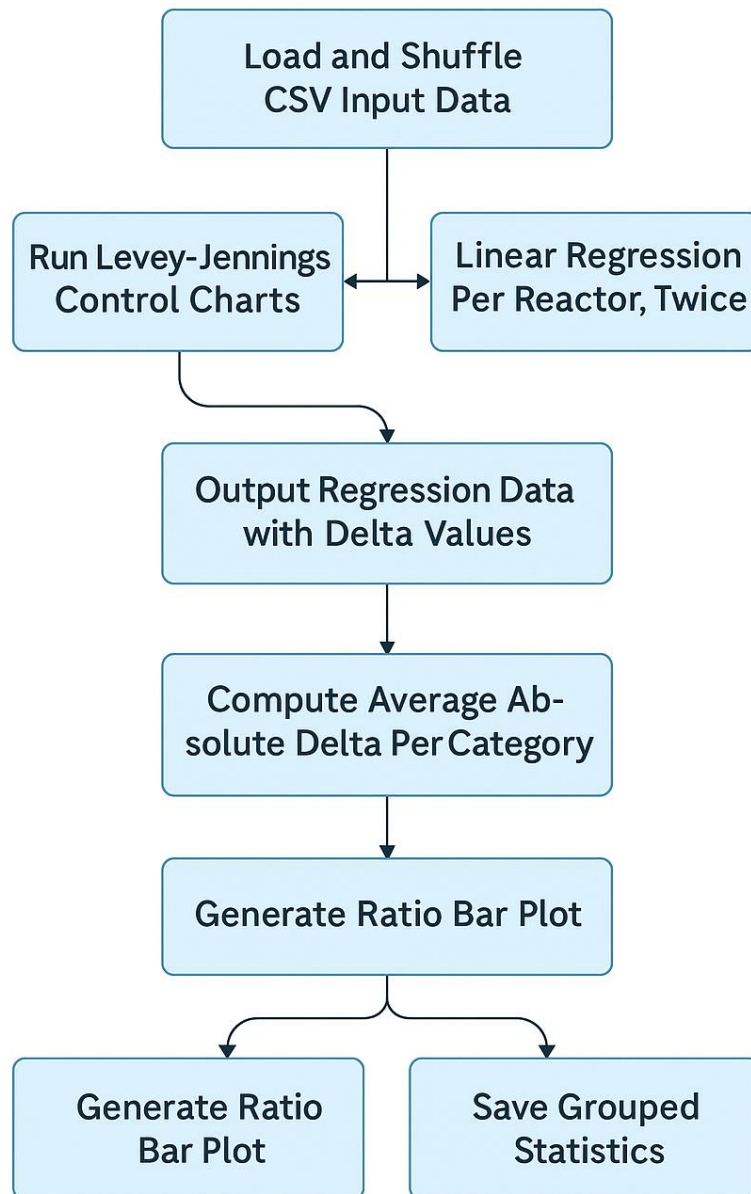 Load and Shuffle
CSV Input Data
Run Levey-Jennings
Control Charts
Linear Regression
Per Reactor, Twice
Output Regression Data
with Delta Values
Compute Average Ab-
solute Delta Per Category
Generate Ratio Bar Plot
Generate Ratio
Bar Plot
Save Grouped
Statistics